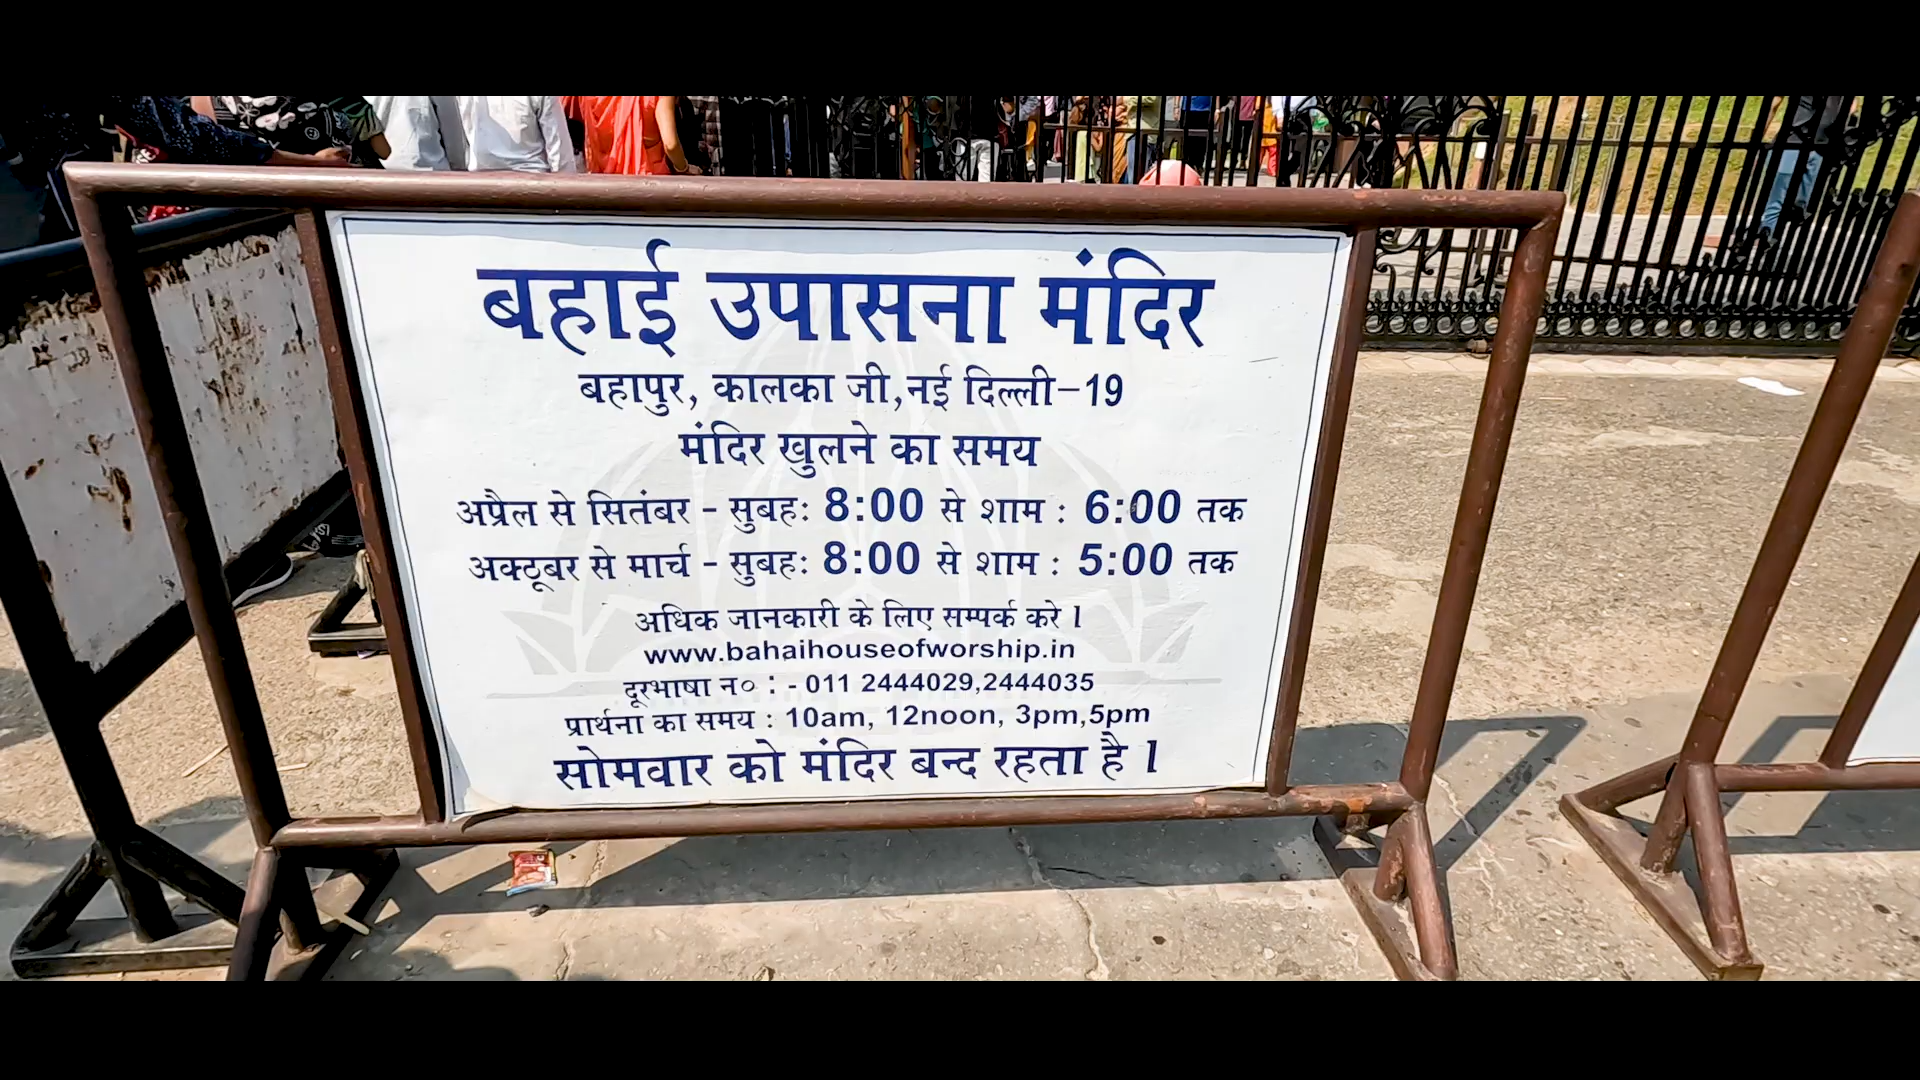 बहाई उपासना मंदिर
बहापुर, कालका जी,नई दिल्ली-19
मंदिर खुलने का समय
अप्रैल से सितंबर - सुबह: 8:00 से शाम : 6:00 तक
अक्टूबर से मार्च - सुबह: 8:00 से शाम : 5:00 तक
अधिक जानकारी के लिए सम्पर्क करे l
www.bahaihouseofworship.in
दूरभाषा न० : - 011 2444029,2444035
प्रार्थना का समय : 10am, 12noon, 3pm,5pm
सोमवार को मंदिर बन्द रहता है l